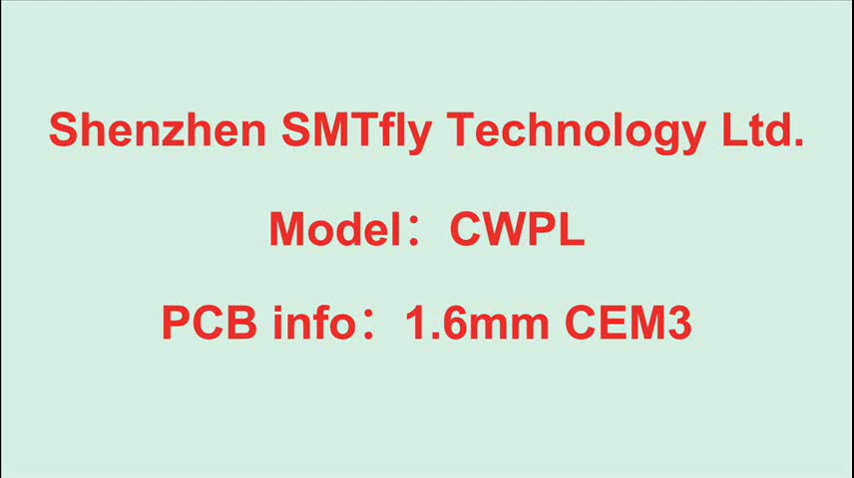 Shenzhen SMTfly Technology Ltd.
Model：CWPL
PCB info：1.6mm CEM3